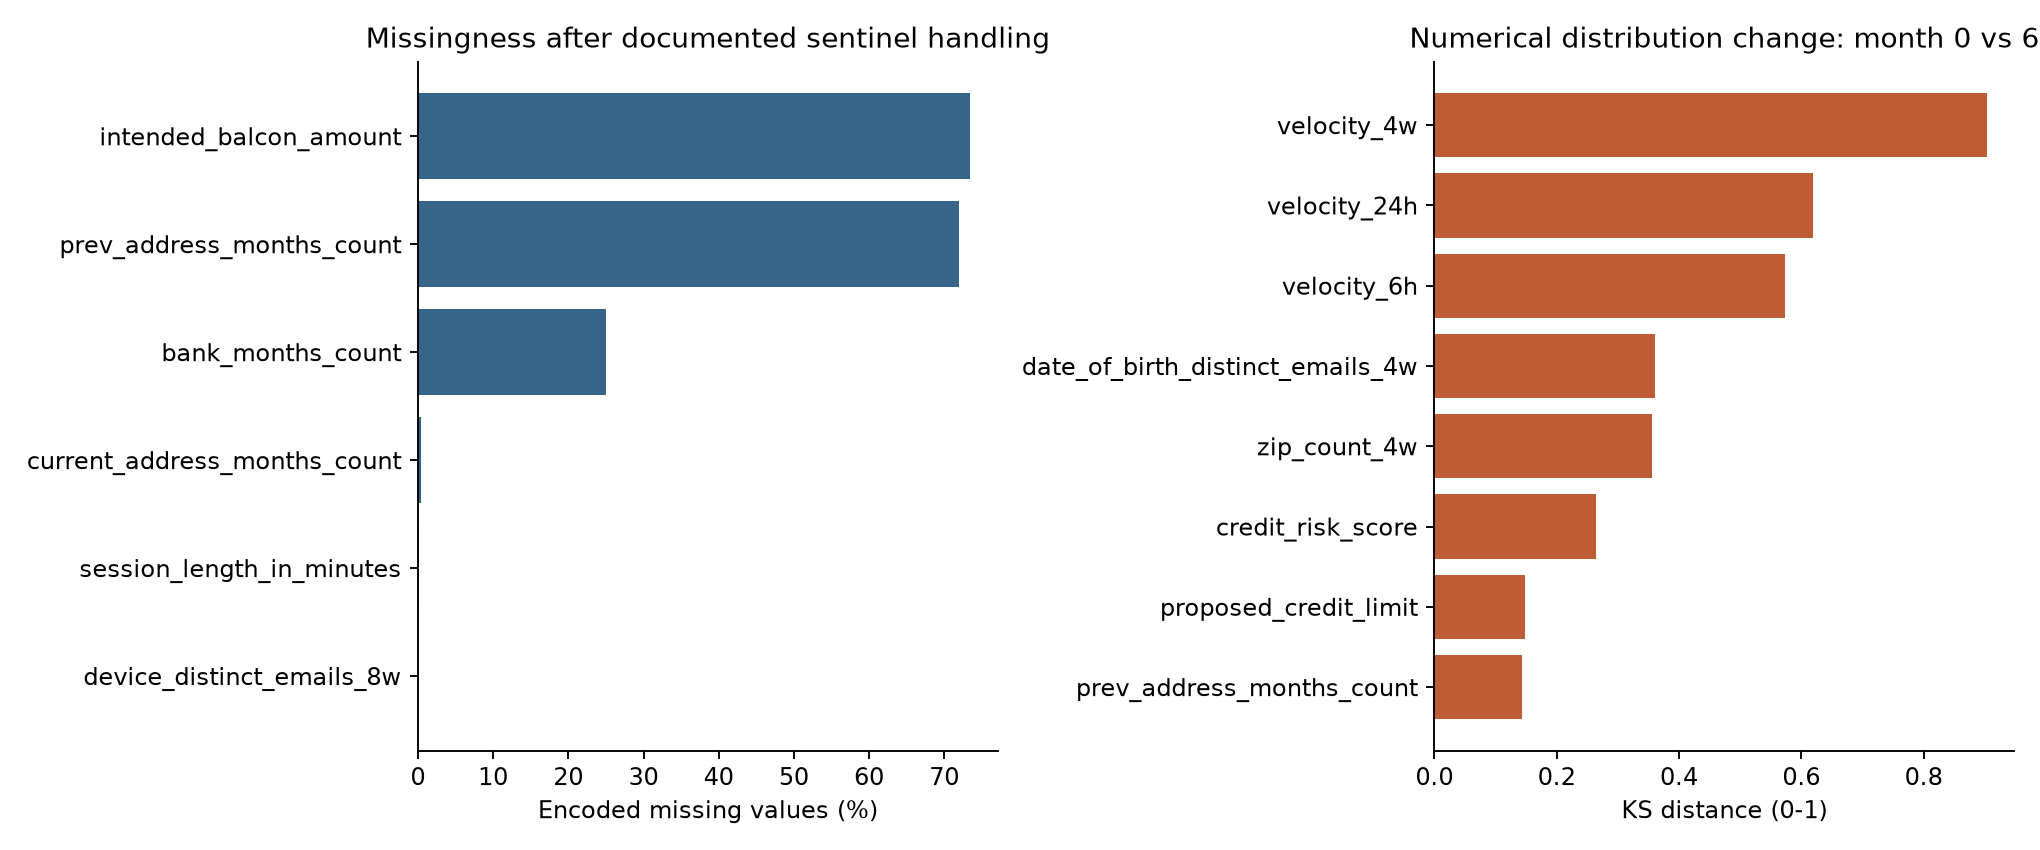 Missingness after documented sentinel handling
intended_balcon_amount
prev_address_months_count
bank_months_count
current_address_months_count
session_length_in_minutes
device_distinct_emails_8w
0 10 20 30 40 50 60 70
Encoded missing values (%)
Numerical distribution change: month 0 vs 6
velocity_4w
velocity_24h
velocity_6h
date_of_birth_distinct_emails_4w
zip_count_4w
credit_risk_score
proposed_credit_limit
prev_address_months_count
0.0 0.2 0.4 0.6 0.8
KS distance (0-1)